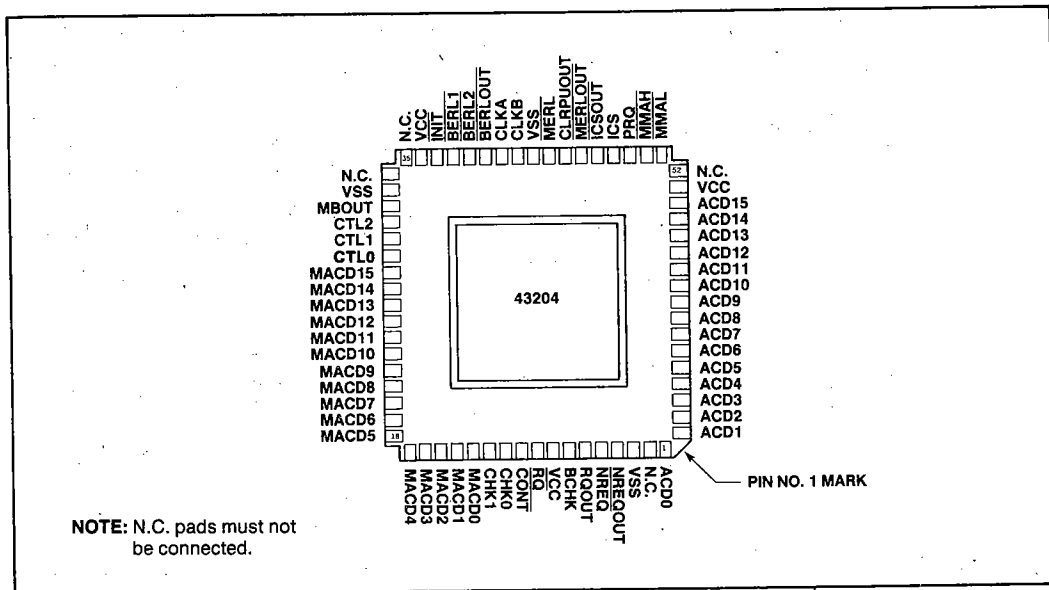 N.C.
VCC
INIT
BERL1
BERL2
BERLOUT
CLKA
CLKB
VSS
MERL
CLRPUOUT
MERLOUT
ICSOUT
ICS
PRQ
MMAH
MMAL
35
52
N.C.
VSS
MBOUT
CTL2
CTL1
CTL0
MACD15
MACD14
MACD13
MACD12
MACD11
MACD10
MACD9
MACD8
MACD7
MACD6
MACD5
18
43204
N.C.
VCC
ACD15
ACD14
ACD13
ACD12
ACD11
ACD10
ACD9
ACD8
ACD7
ACD6
ACD5
ACD4
ACD3
ACD2
ACD1
1
MACD4
MACD3
MACD2
MACD1
MACD0
CHK1
CHK0
CONT
RQ
VCC
BCHK
RQOUT
NREQ
NREQOUT
VSS
N.C.
ACD0
PIN NO. 1 MARK
NOTE: N.C. pads must not
be connected.